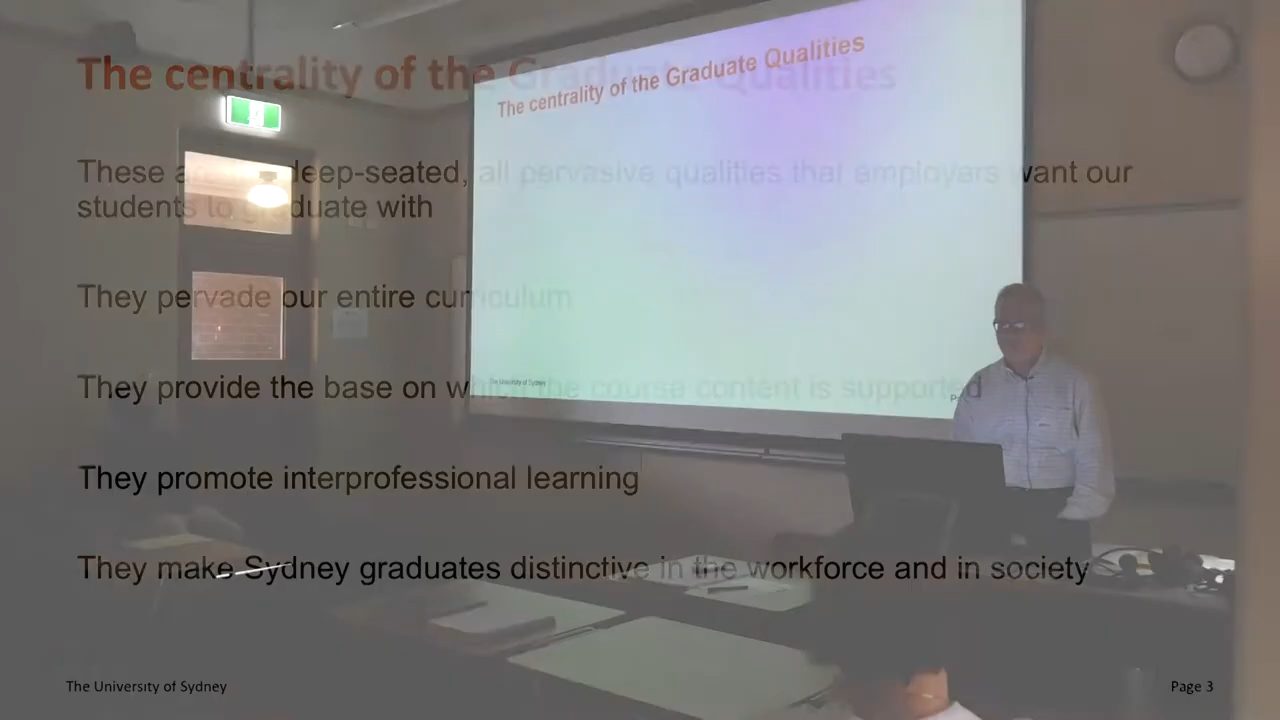 The centrality of the Graduate Qualities
The centrality of the Graduate Qualities
These are deep-seated, all pervasive qualities that employers want our
students to graduate with
They pervade our entire curriculum
They provide the base on which the course content is supported
The University of Sydney
They promote interprofessional learning
They make Sydney graduates distinctive in the workforce and in society
The University of Sydney
Page 3